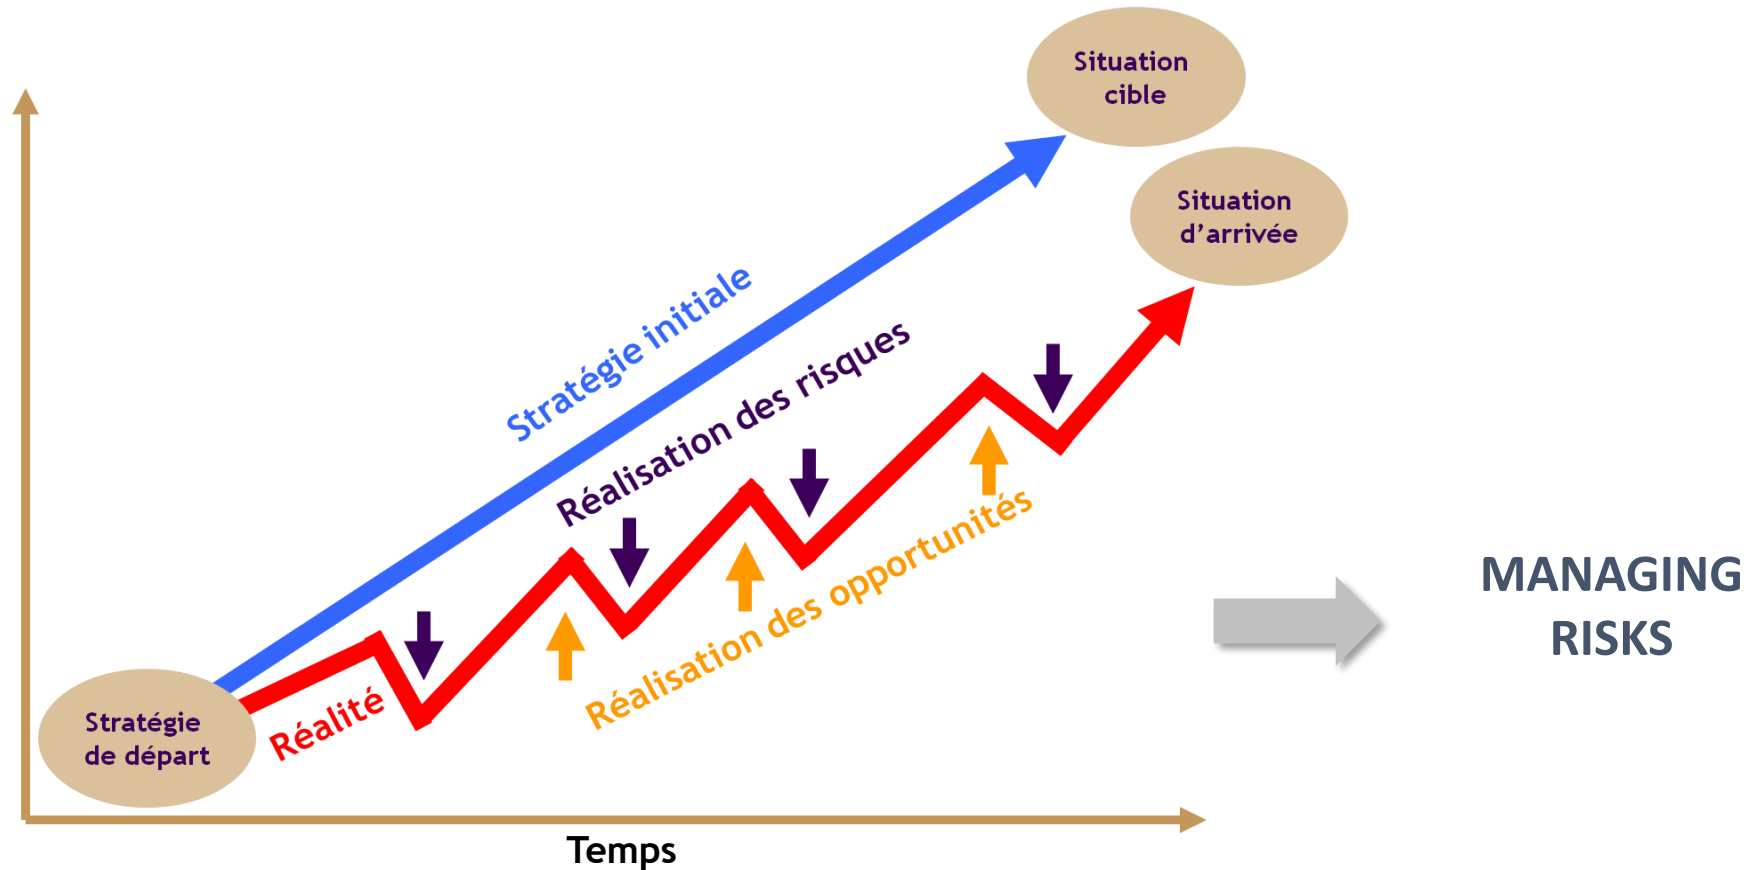 Situation
cible
Situation
d’arrivée
Stratégie initiale
Réalisation des risques
Réalisation des opportunités
MANAGING
RISKS
Réalité
Stratégie
de départ
Temps